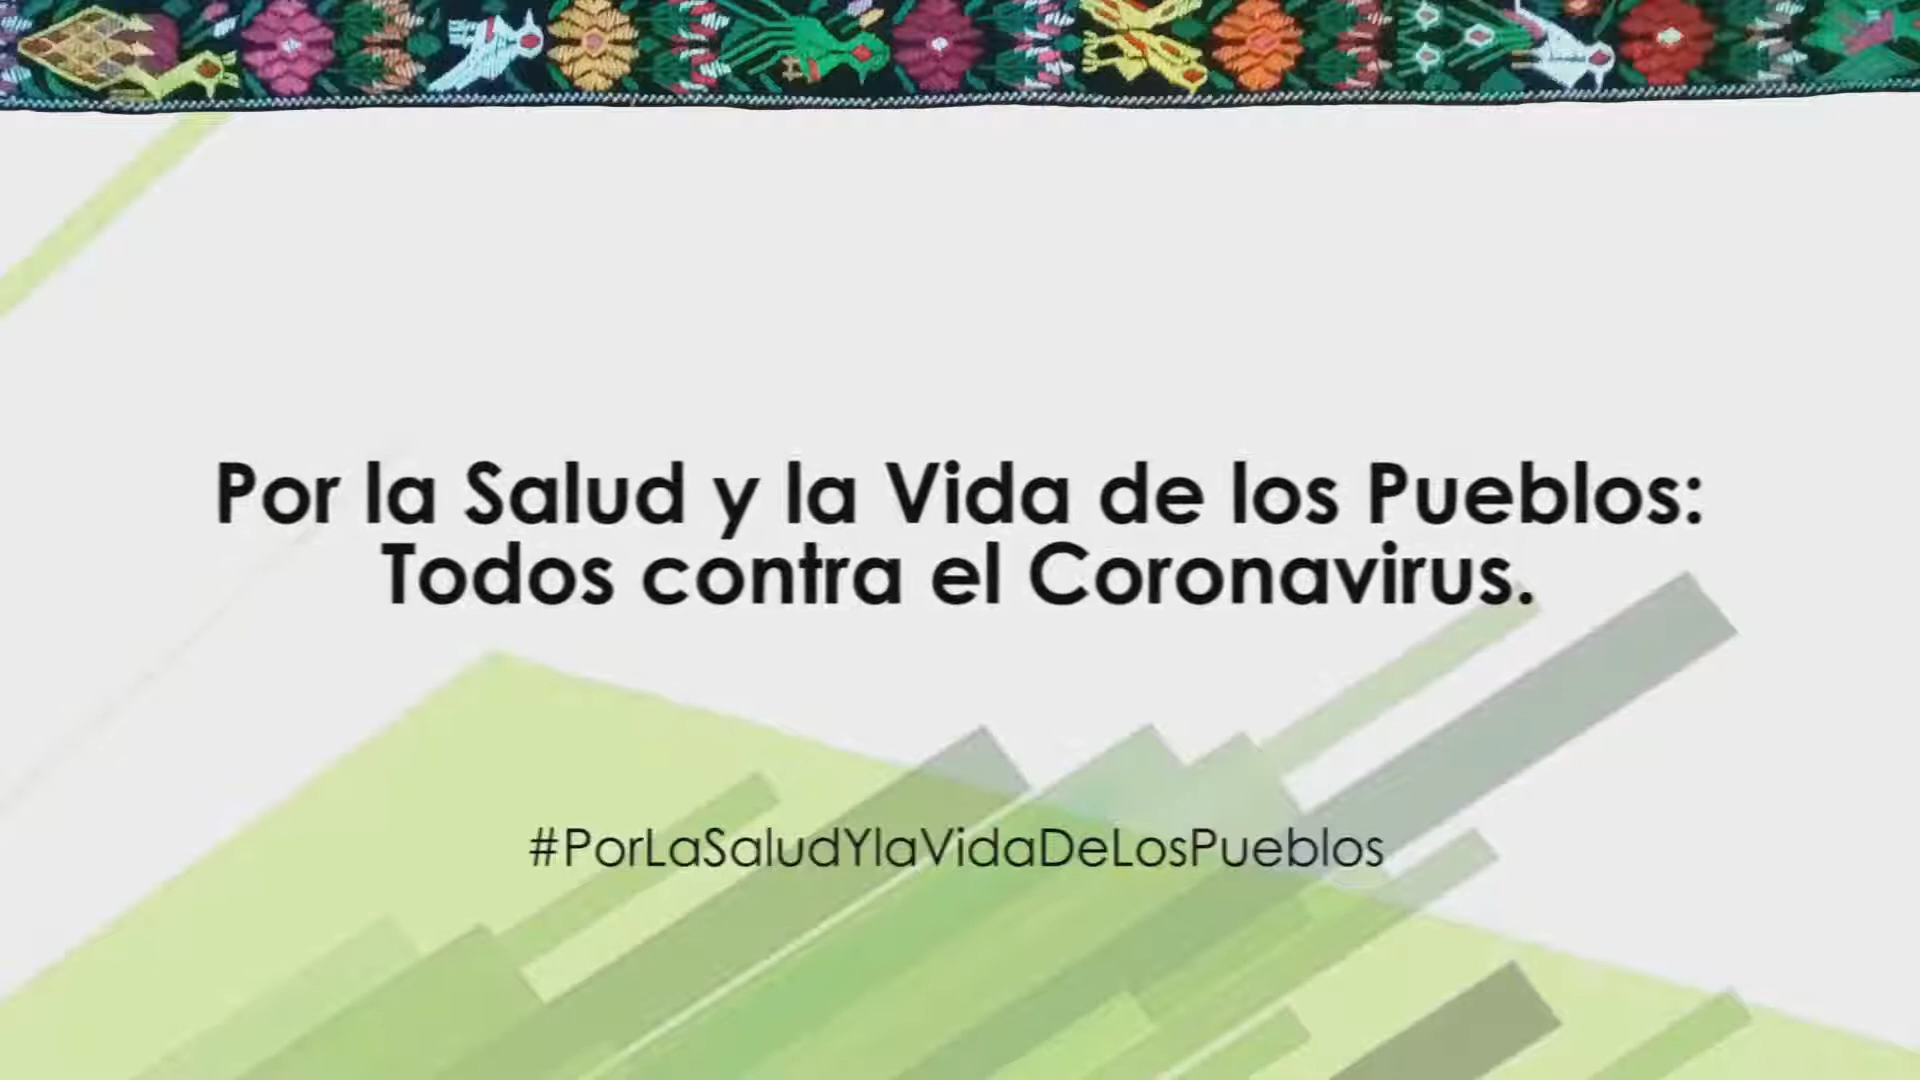 Por la Salud y la Vida de los Pueblos:
Todos contra el Coronavirus.
#PorLaSaludYlaVidaDeLosPueblos